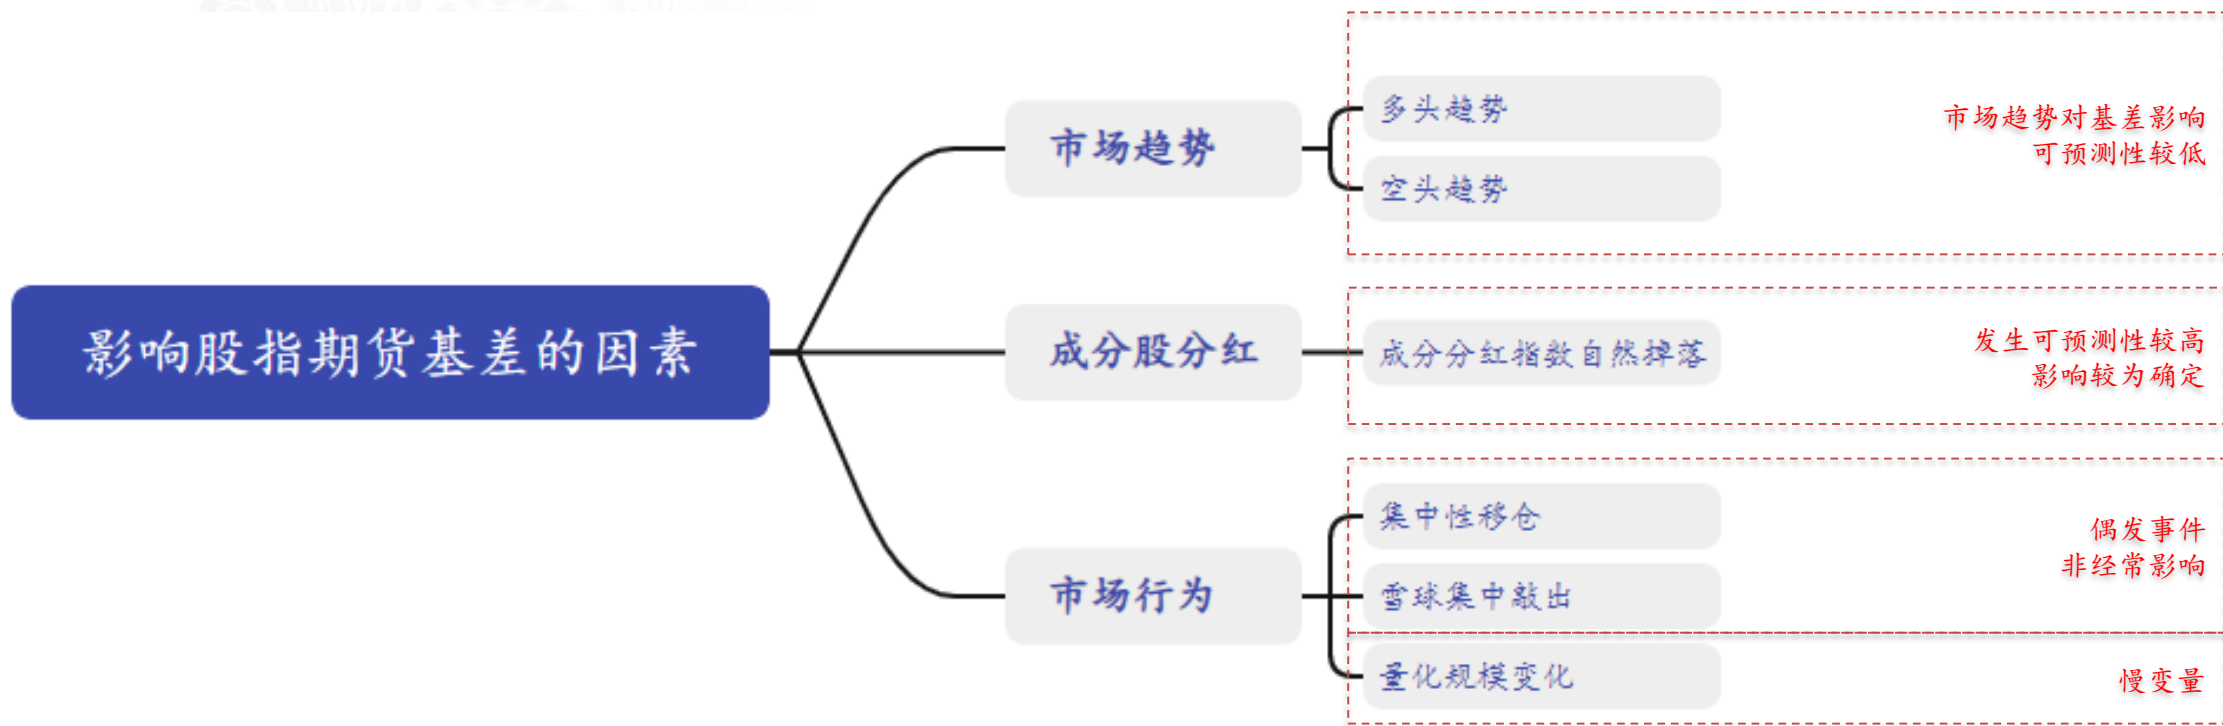 影响股指期货基差的因素
市场趋势
多头趋势
空头趋势
市场趋势对基差影响
可预测性较低
成分股分红
成分分红指数自然掉落
发生可预测性较高
影响较为确定
市场行为
集中性移仓
雪球集中敲出
偶发事件
非经常影响
量化规模变化
慢变量